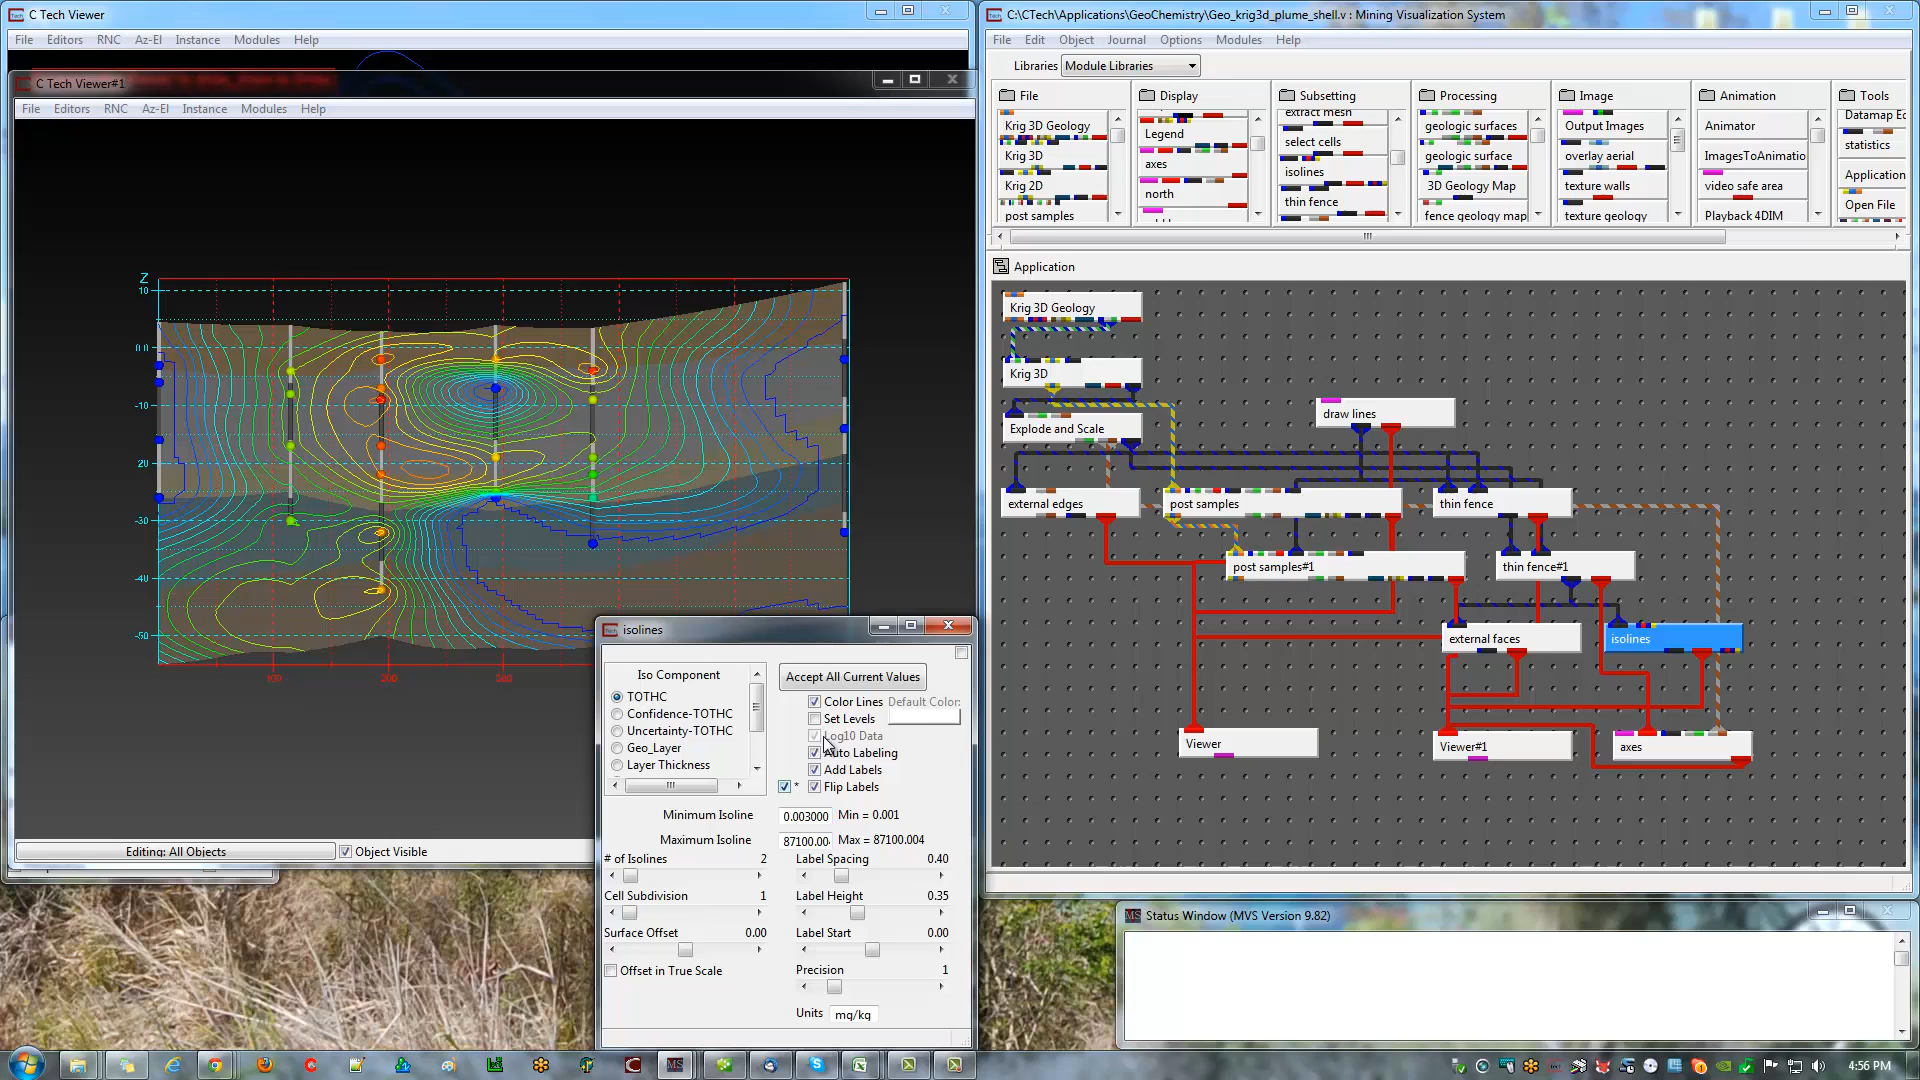 C Tech Viewer
File Editors RNC Az-El Instance Modules Help
C Tech Viewer#1
File Editors RNC Az-El Instance Modules Help
Z
10
0.0
-10
20
-30
-40
-50
100
200
300
Editing: All Objects
Object Visible
isolines
Iso Component
TOTHC
Confidence-TOTHC
Uncertainty-TOTHC
Geo_Layer
Layer Thickness
Accept All Current Values
Color Lines Default Color:
Set Levels
Log10 Data
Auto Labeling
Add Labels
* Flip Labels
Minimum Isoline 0.003000 Min = 0.001
Maximum Isoline 87100.00 Max = 87100.004
# of Isolines 2
Label Spacing 0.40
Cell Subdivision 1
Label Height 0.35
Surface Offset 0.00
Label Start 0.00
Offset in True Scale
Precision 1
Units mg/kg
C:\CTech\Applications\GeoChemistry\Geo_krig3d_plume_shell.v : Mining Visualization System
File Edit Object Journal Options Modules Help
Libraries Module Libraries
File
Krig 3D Geology
Krig 3D
Krig 2D
post samples
Display
Legend
axes
north
Subsetting
extract mesh
select cells
isolines
thin fence
Processing
geologic surfaces
geologic surface
3D Geology Map
fence geology map
Image
Output Images
overlay aerial
texture walls
texture geology
Animation
Animator
ImagesToAnimatio
video safe area
Playback 4DIM
Tools
Datamap Ec
statistics
Application
Open File
Application
Krig 3D Geology
Krig 3D
Explode and Scale
draw lines
external edges
post samples
thin fence
post samples#1
thin fence#1
external faces
isolines
Viewer
Viewer#1
axes
MS Status Window (MVS Version 9.82)
MS
4:56 PM